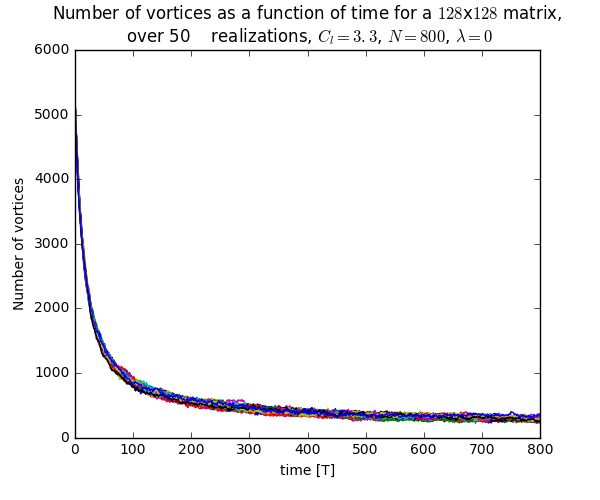 Number of vortices as a function of time for a 128x128 matrix,
over 50 realizations, C_l = 3.3, N = 800, λ = 0
6000
5000
4000
3000
2000
1000
0
Number of vortices
0 100 200 300 400 500 600 700 800
time [T]